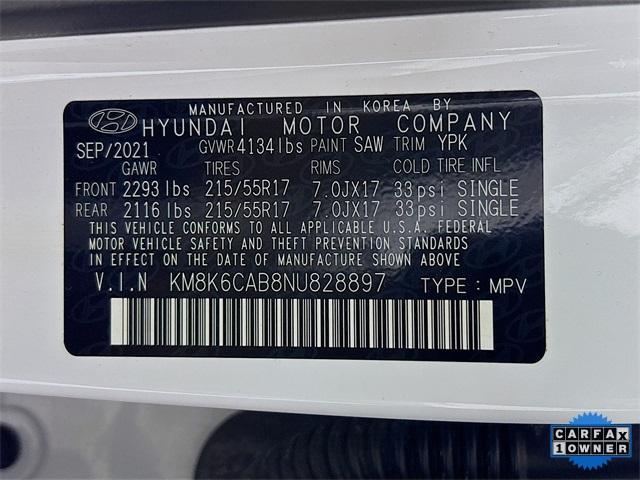 MANUFACTURED IN KOREA BY
HYUNDAI MOTOR COMPANY
SEP/2021 GVWR 4134 lbs PAINT SAW TRIM YPK
GAWR TIRES RIMS COLD TIRE INFL
FRONT 2293 lbs 215/55R17 7.0JX17 33 psi SINGLE
REAR 2116 lbs 215/55R17 7.0JX17 33 psi SINGLE
THIS VEHICLE CONFORMS TO ALL APPLICABLE U.S.A. FEDERAL
MOTOR VEHICLE SAFETY AND THEFT PREVENTION STANDARDS
IN EFFECT ON THE DATE OF MANUFACTURE SHOWN ABOVE
V.I.N KM8K6CAB8NU828897 TYPE : MPV
CARFAX
1 OWNER